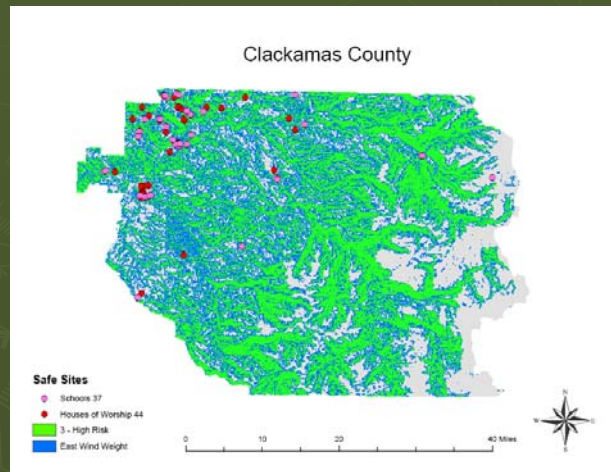 Clackamas County
Safe Sites
Schools 37
Houses of Worship 44
3 - High Risk
East Wind Weight
0 10 20 40 Miles
N
W E
S